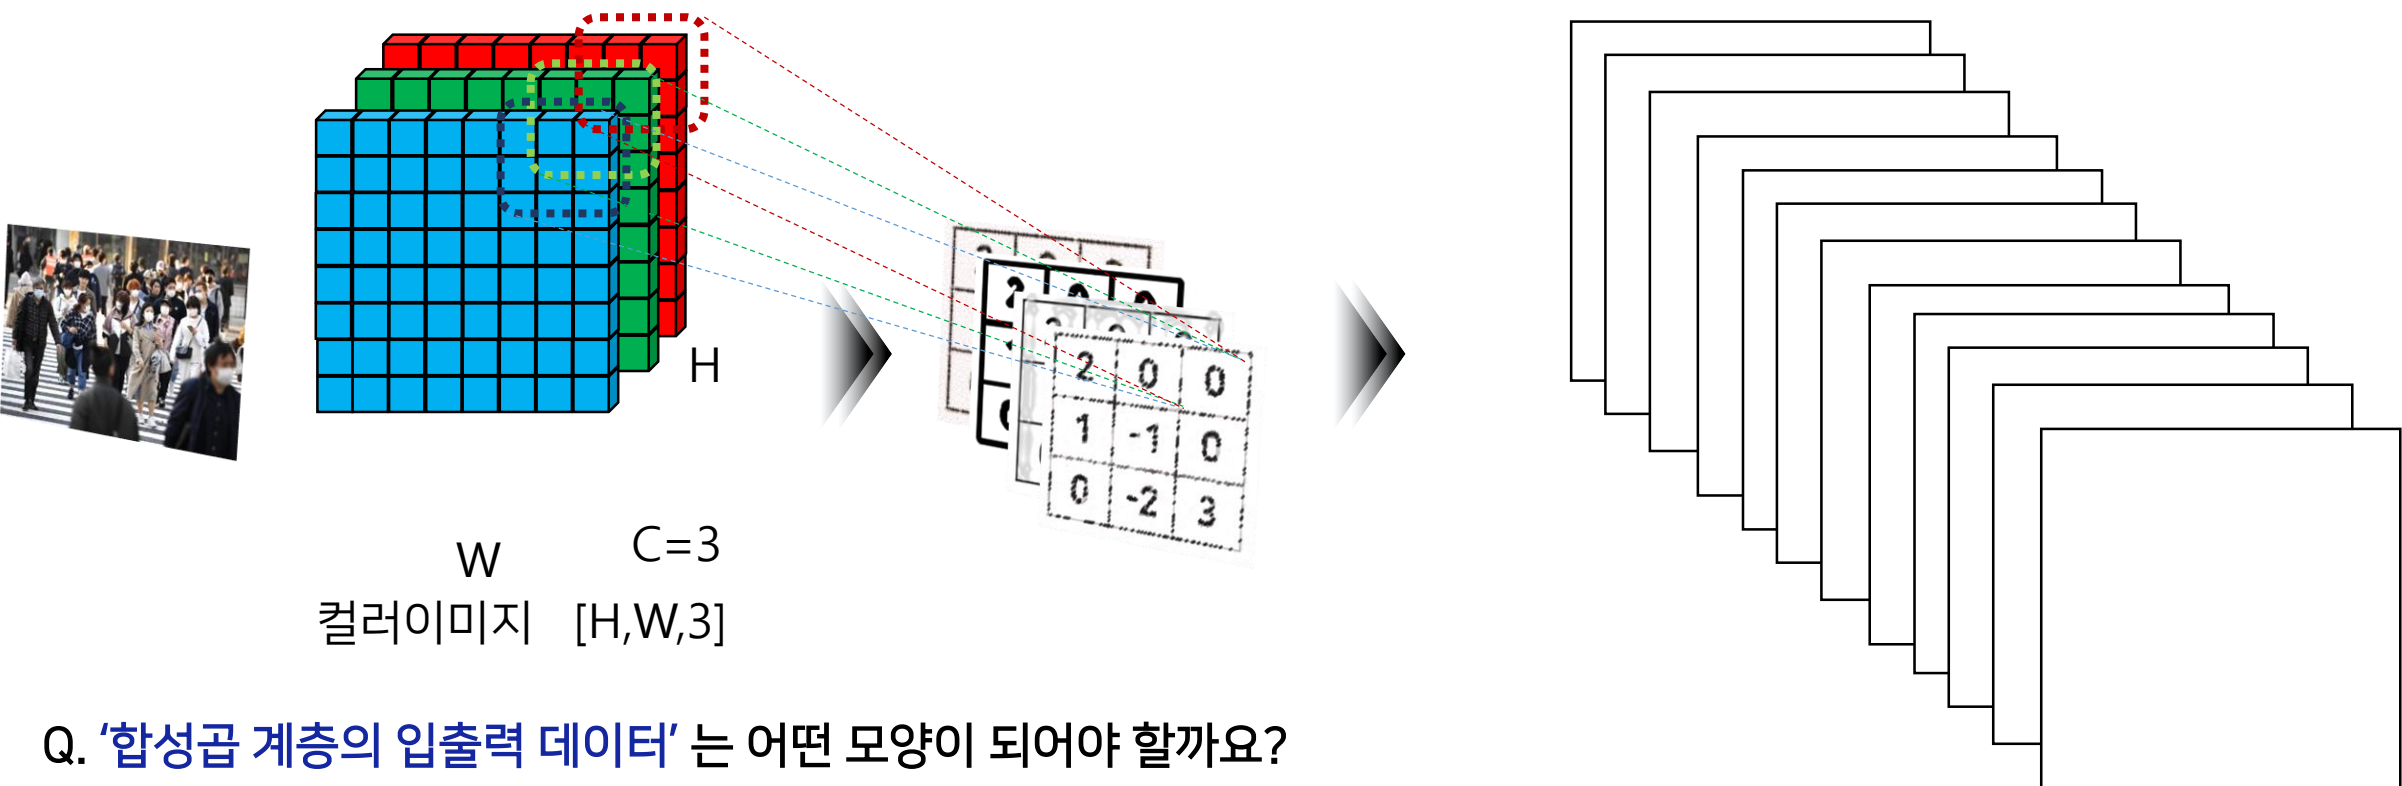 H
2 0 0
1 -1 0
0 -2 3
W
C=3
컬러이미지 [H,W,3]
Q. ‘합성곱 계층의 입출력 데이터’ 는 어떤 모양이 되어야 할까요?